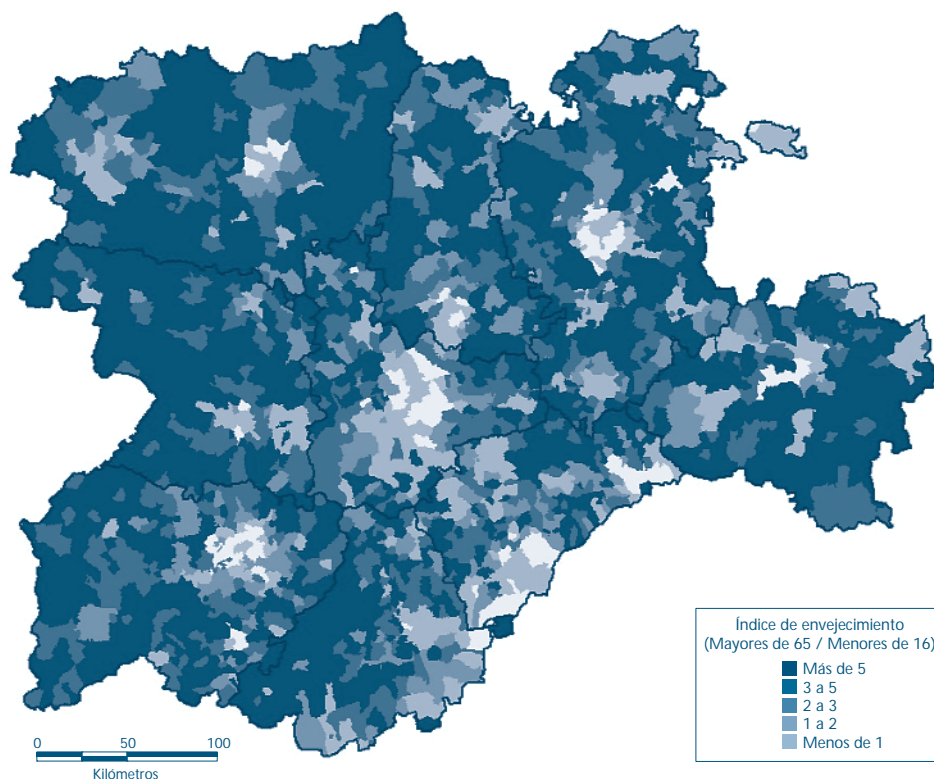 Índice de envejecimiento
(Mayores de 65 / Menores de 16)
Más de 5
3 a 5
2 a 3
1 a 2
Menos de 1
0 50 100
Kilómetros